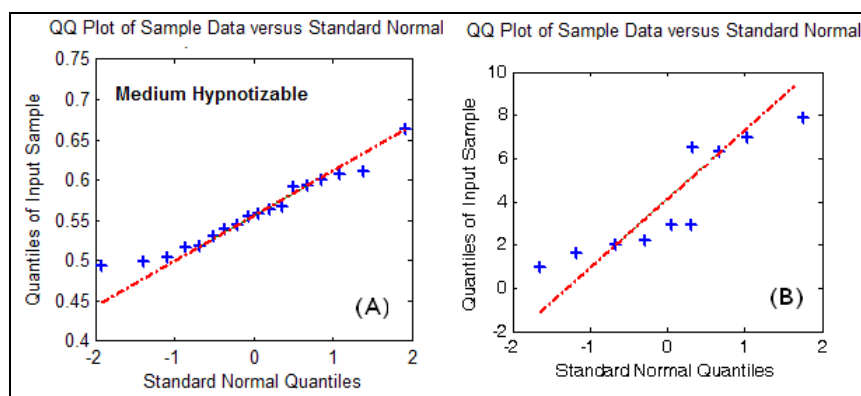 QQ Plot of Sample Data versus Standard Normal
0.75
0.7
0.65
0.6
0.55
0.5
0.45
0.4
Quantiles of Input Sample
Medium Hypnotizable
(A)
-2
-1
0
1
2
Standard Normal Quantiles
QQ Plot of Sample Data versus Standard Normal
10
8
6
4
2
0
-2
Quantiles of Input Sample
(B)
-2
-1
0
1
2
Standard Normal Quantiles